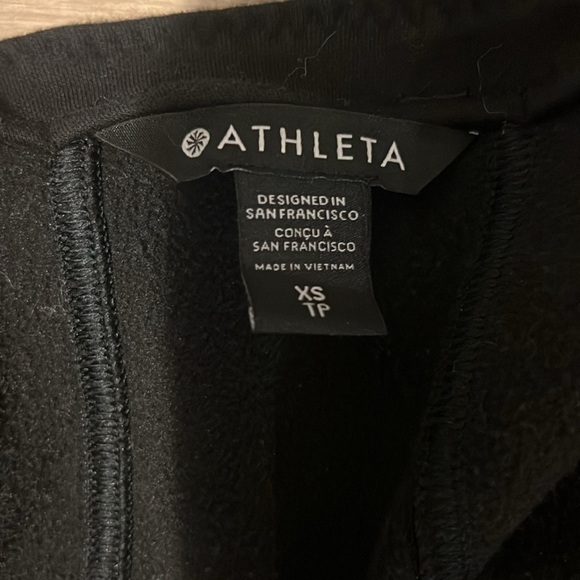 ATHLETA
DESIGNED IN
SAN FRANCISCO
CONÇU À
SAN FRANCISCO
MADE IN VIETNAM
XS
TP